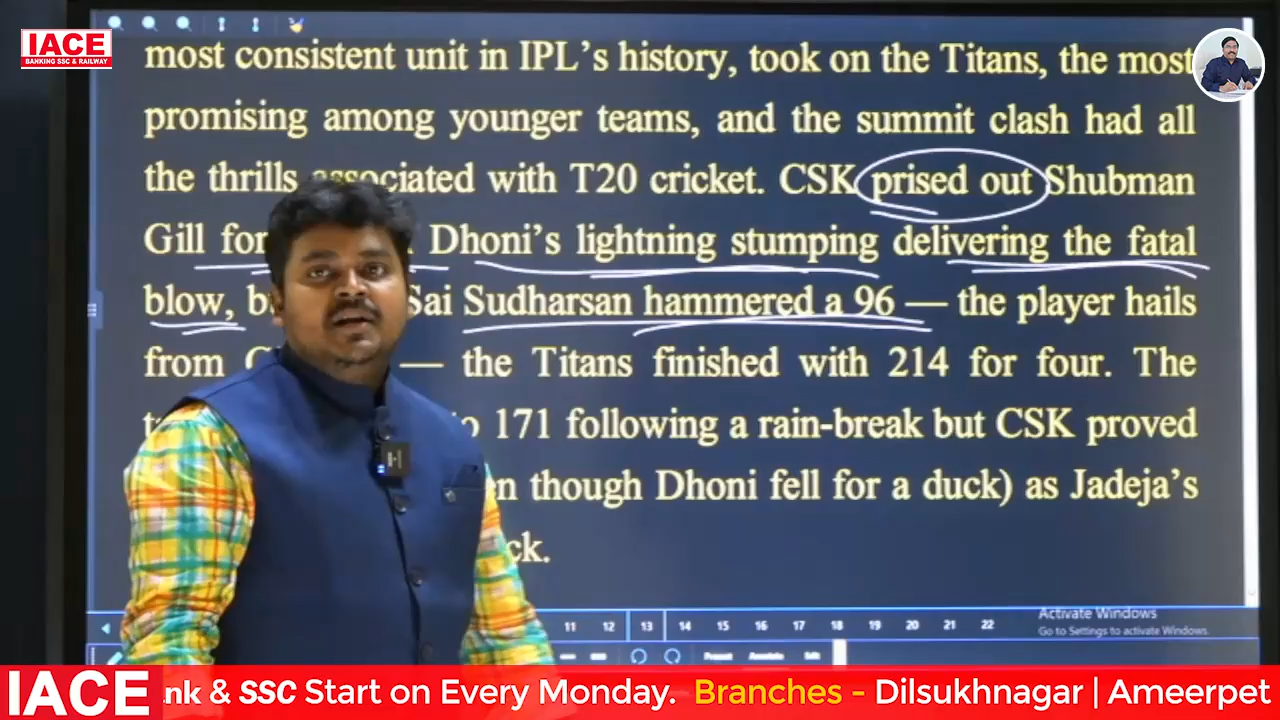 IACE
BANKING SSC & RAILWAY
most consistent unit in IPL's history, took on the Titans, the most
promising among younger teams, and the summit clash had all
the thrills associated with T20 cricket. CSK prised out Shubman
Gill for Dhoni's lightning stumping delivering the fatal
blow, Sai Sudharsan hammered a 96 — the player hails
from — the Titans finished with 214 for four. The
171 following a rain-break but CSK proved
though Dhoni fell for a duck) as Jadeja's
11 12 13 14 15 16 17 18 19 20 21 22
Activate Windows
Go to Settings to activate Windows.
Present Annotate Edit
IACE nk & SSC Start on Every Monday. Branches - Dilsukhnagar | Ameerpet